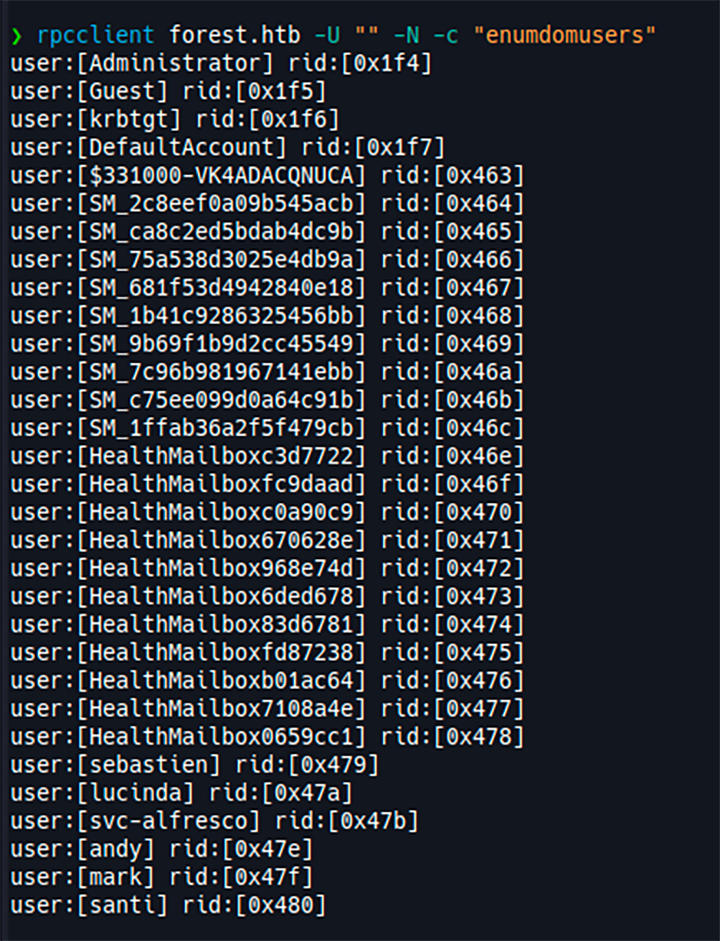 ❯ rpcclient forest.htb -U "" -N -c "enumdomusers"
user:[Administrator] rid:[0x1f4]
user:[Guest] rid:[0x1f5]
user:[krbtgt] rid:[0x1f6]
user:[DefaultAccount] rid:[0x1f7]
user:[$331000-VK4ADACQNUCA] rid:[0x463]
user:[SM_2c8eef0a09b545acb] rid:[0x464]
user:[SM_ca8c2ed5bdab4dc9b] rid:[0x465]
user:[SM_75a538d3025e4db9a] rid:[0x466]
user:[SM_681f53d4942840e18] rid:[0x467]
user:[SM_1b41c9286325456bb] rid:[0x468]
user:[SM_9b69f1b9d2cc45549] rid:[0x469]
user:[SM_7c96b981967141ebb] rid:[0x46a]
user:[SM_c75ee099d0a64c91b] rid:[0x46b]
user:[SM_1ffab36a2f5f479cb] rid:[0x46c]
user:[HealthMailboxc3d7722] rid:[0x46e]
user:[HealthMailboxfc9daad] rid:[0x46f]
user:[HealthMailboxc0a90c9] rid:[0x470]
user:[HealthMailbox670628e] rid:[0x471]
user:[HealthMailbox968e74d] rid:[0x472]
user:[HealthMailbox6ded678] rid:[0x473]
user:[HealthMailbox83d6781] rid:[0x474]
user:[HealthMailboxfd87238] rid:[0x475]
user:[HealthMailboxb01ac64] rid:[0x476]
user:[HealthMailbox7108a4e] rid:[0x477]
user:[HealthMailbox0659cc1] rid:[0x478]
user:[sebastien] rid:[0x479]
user:[lucinda] rid:[0x47a]
user:[svc-alfresco] rid:[0x47b]
user:[andy] rid:[0x47e]
user:[mark] rid:[0x47f]
user:[santi] rid:[0x480]